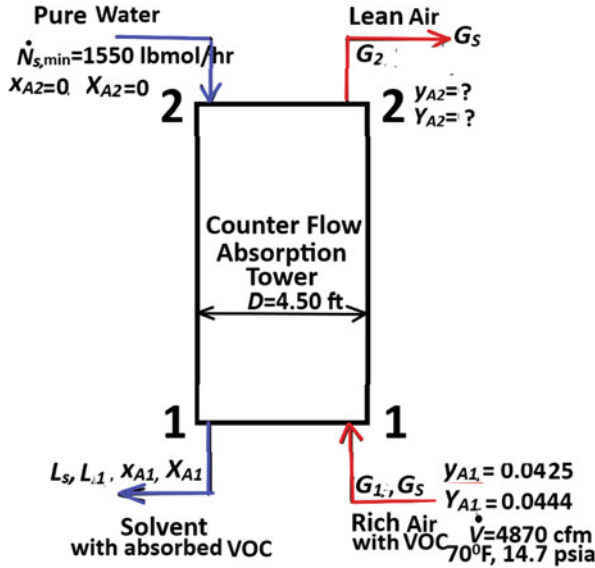 Pure Water
Ṅs,min=1550 lbmol/hr
xA2=0 XA2=0
2
Lean Air
GS
G2
2
yA2=?
YA2=?
Counter Flow
Absorption
Tower
D=4.50 ft
1
1
Ls, L1, xA1, XA1
Solvent
with absorbed VOC
G1, GS
Rich Air
with VOC
yA1= 0.0425
YA1= 0.0444
V̇=4870 cfm
70⁰F, 14.7 psia